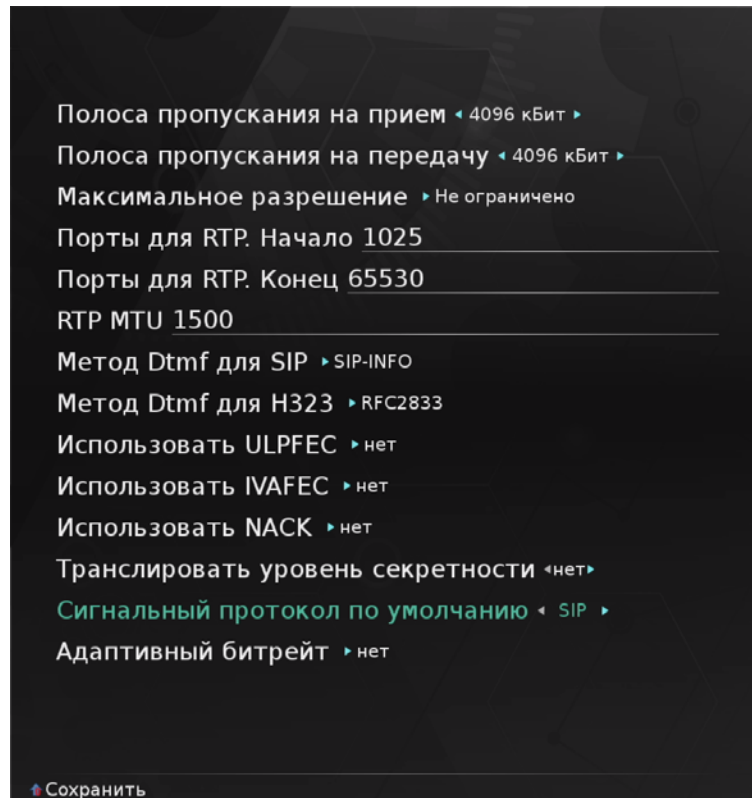 Полоса пропускания на прием 4096 кБит
Полоса пропускания на передачу 4096 кБит
Максимальное разрешение Не ограничено
Порты для RTP. Начало 1025
Порты для RTP. Конец 65530
RTP MTU 1500
Метод Dtmf для SIP SIP-INFO
Метод Dtmf для H323 RFC2833
Использовать ULPFEC нет
Использовать IVAFEC нет
Использовать NACK нет
Транслировать уровень секретности нет
Сигнальный протокол по умолчанию SIP
Адаптивный битрейт нет
Сохранить